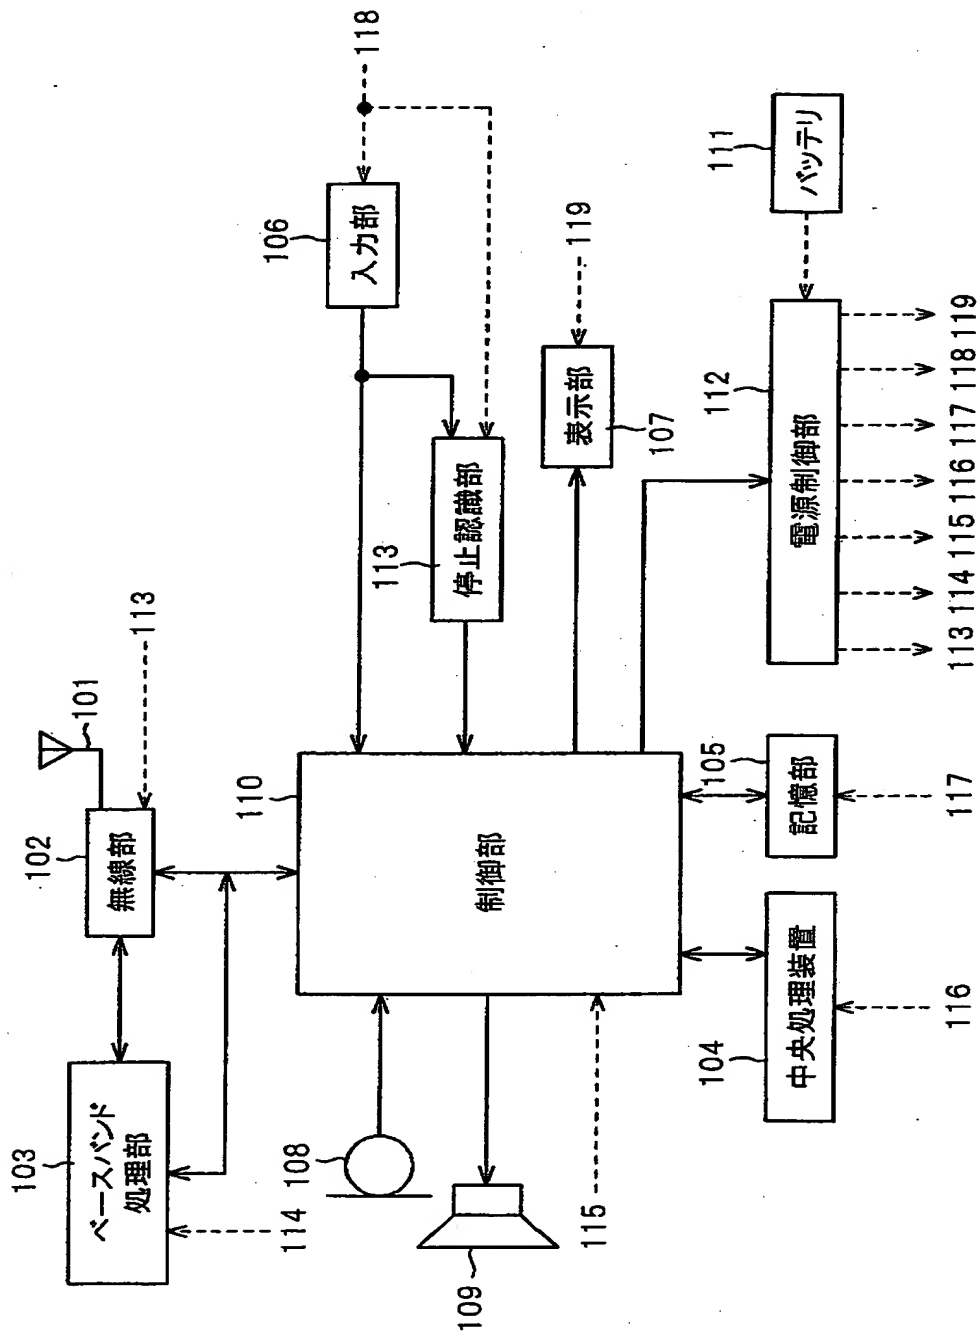 101
102
無線部
113
103
ベースバンド
処理部
114
110
制御部
108
109
115
106
入力部
118
113
停止認識部
107
表示部
119
104
中央処理装置
116
105
記憶部
117
112
電源制御部
111
バッテリ
113
114
115
116
117
118
119